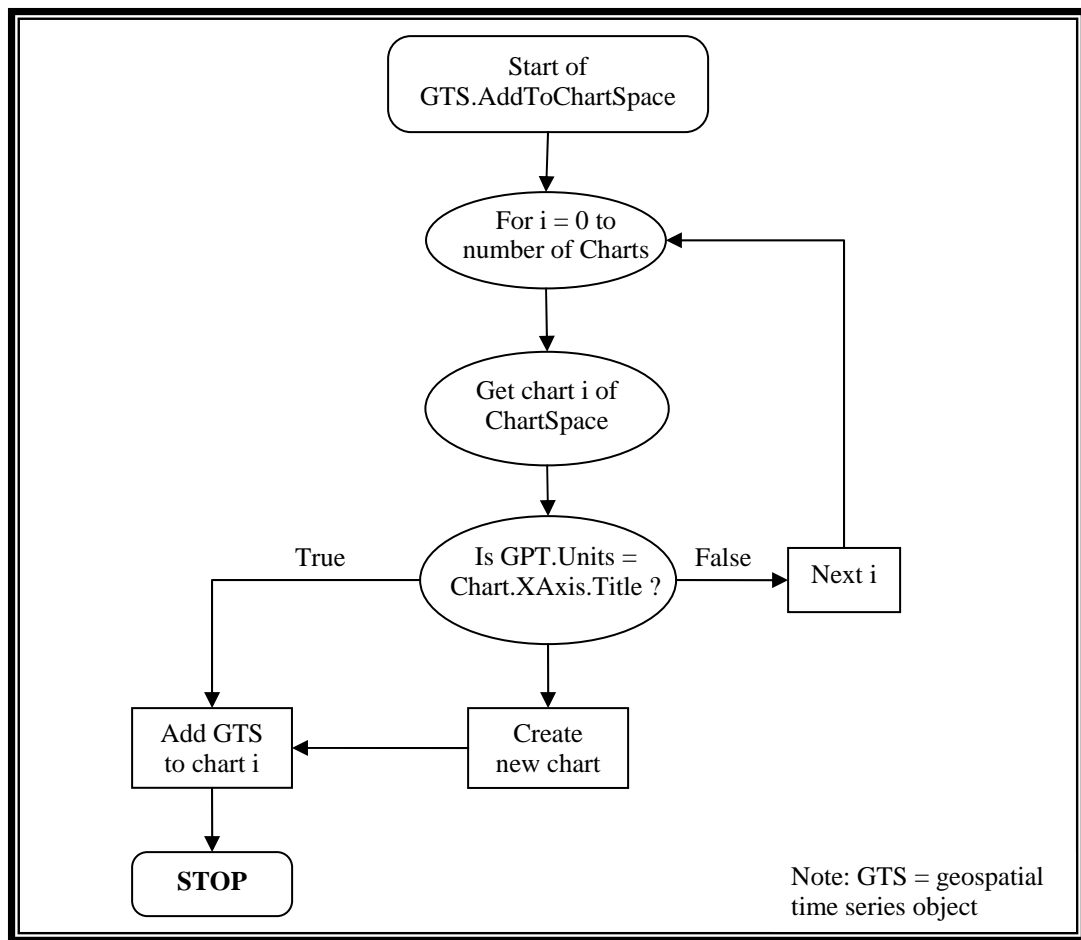 Start of
GTS.AddToChartSpace
For i = 0 to
number of Charts
Get chart i of
ChartSpace
True
Is GPT.Units =
Chart.XAxis.Title ?
False
Next i
Add GTS
to chart i
Create
new chart
STOP
Note: GTS = geospatial
time series object